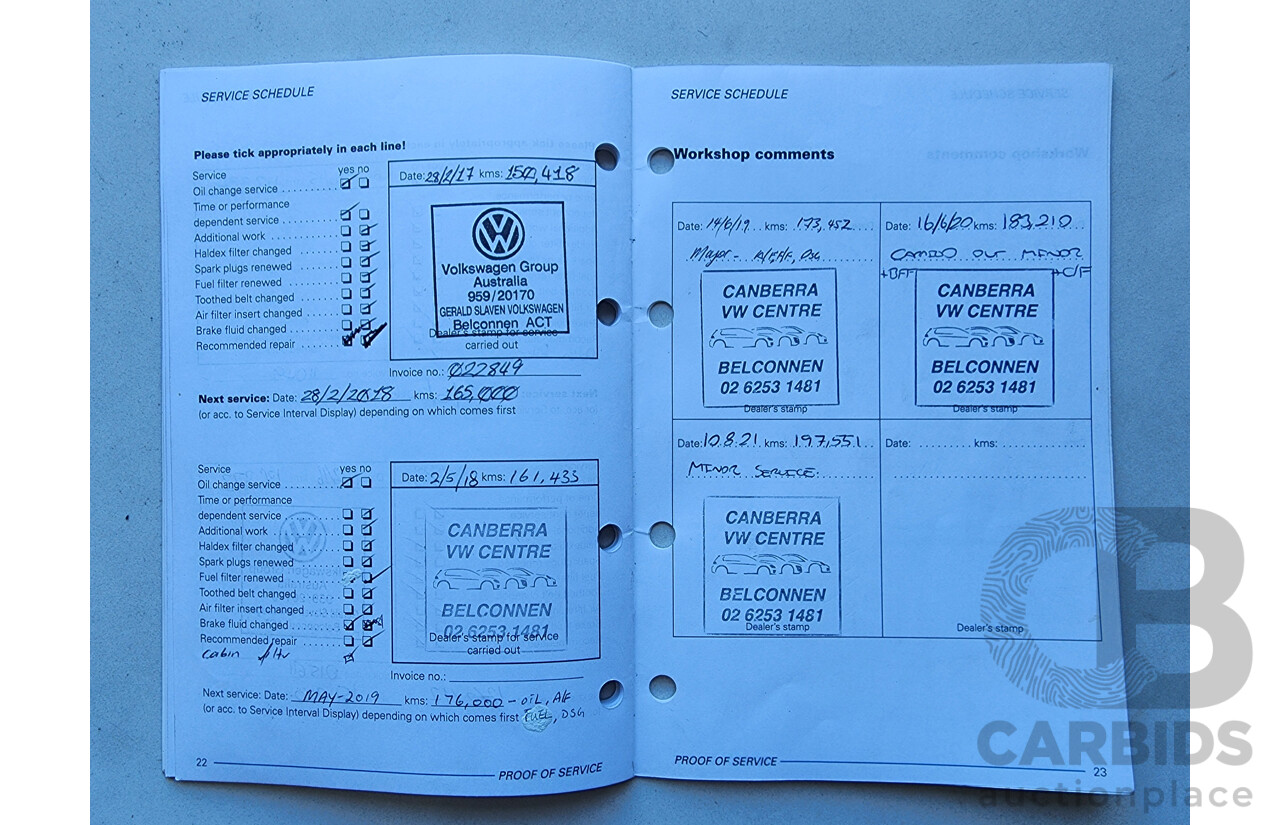 SERVICE SCHEDULE
Please tick appropriately in each line!
Service yes no
Oil change service ..........
Time or performance
dependent service ..........
Additional work ..........
Haldex filter changed ......
Spark plugs renewed .......
Fuel filter renewed .........
Toothed belt changed ......
Air filter insert changed ....
Brake fluid changed ........
Recommended repair .......
Date: 28/2/17 kms: 150,418
Volkswagen Group
Australia
959/20170
GERALD SLAVEN VOLKSWAGEN
Belconnen ACT
Dealer's stamp for service
carried out
Invoice no.: 022849
Next service: Date: 28/2/2018 kms: 165,000
(or acc. to Service Interval Display) depending on which comes first
Service yes no
Oil change service ..........
Time or performance
dependent service ..........
Additional work ..........
Haldex filter changed ......
Spark plugs renewed .......
Fuel filter renewed .........
Toothed belt changed ......
Air filter insert changed ....
Brake fluid changed ........
Recommended repair .......
cabin filtr
Date: 2/5/18 kms: 161,433
CANBERRA
VW CENTRE
BELCONNEN
02 6253 1481
Dealer's stamp for service
carried out
Invoice no.:
Next service: Date: MAY-2019 kms: 176,000 - OIL, A/F
(or acc. to Service Interval Display) depending on which comes first FUEL, DSG
22
PROOF OF SERVICE
SERVICE SCHEDULE
Workshop comments
Date: 14/6/19 kms: 173,452
Major -
CANBERRA
VW CENTRE
BELCONNEN
02 6253 1481
Dealer's stamp
Date: 16/6/20 kms: 183,210
CARRIED OUT MINOR
+C/F
CANBERRA
VW CENTRE
BELCONNEN
02 6253 1481
Dealer's stamp
Date: 10.8.21 kms: 197,551
MINOR SERVICE.
CANBERRA
VW CENTRE
BELCONNEN
02 6253 1481
Dealer's stamp
Date: ......... kms: .........
Dealer's stamp
PROOF OF SERVICE
23
CB
CARBIDS
auctionplace